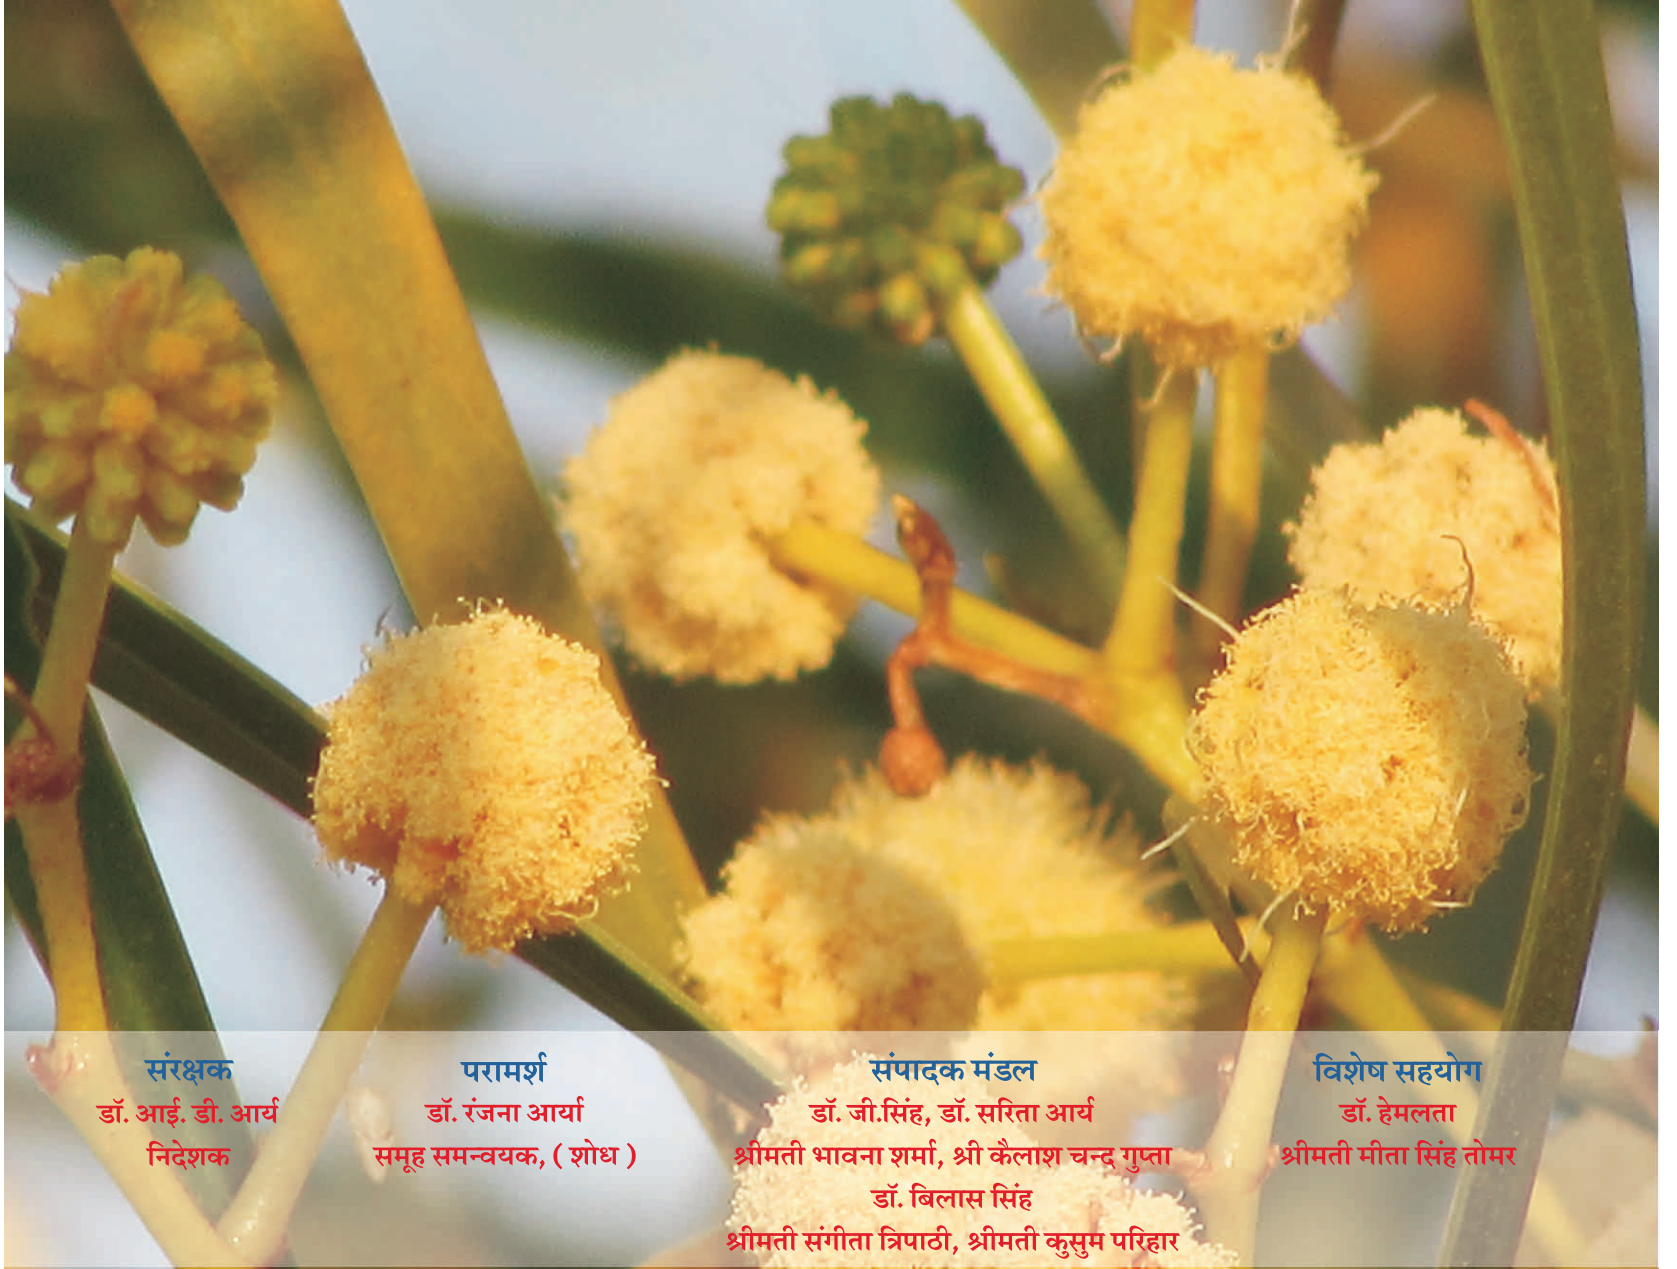 संरक्षक
डॉ. आई. डी. आर्य
निदेशक
परामर्श
डॉ. रंजना आर्या
समूह समन्वयक, ( शोध )
संपादक मंडल
डॉ. जी.सिंह, डॉ. सरिता आर्य
श्रीमती भावना शर्मा, श्री कैलाश चन्द गुप्ता
डॉ. बिलास सिंह
श्रीमती संगीता त्रिपाठी, श्रीमती कुसुम परिहार
विशेष सहयोग
डॉ. हेमलता
श्रीमती मीता सिंह तोमर